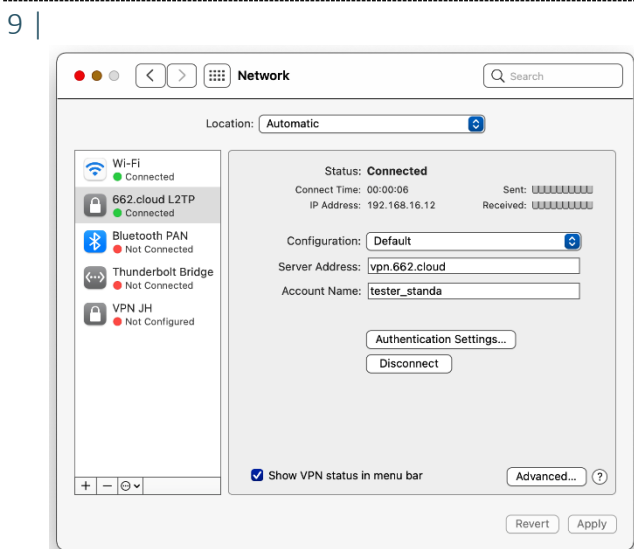 9 |
Network
Search
Location: Automatic
Wi-Fi
Connected
662.cloud L2TP
Connected
Bluetooth PAN
Not Connected
Thunderbolt Bridge
Not Connected
VPN JH
Not Configured
Status: Connected
Connect Time: 00:00:06 Sent:
IP Address: 192.168.16.12 Received:
Configuration: Default
Server Address: vpn.662.cloud
Account Name: tester_standa
Authentication Settings...
Disconnect
Show VPN status in menu bar
Advanced... ?
+ −
Revert Apply